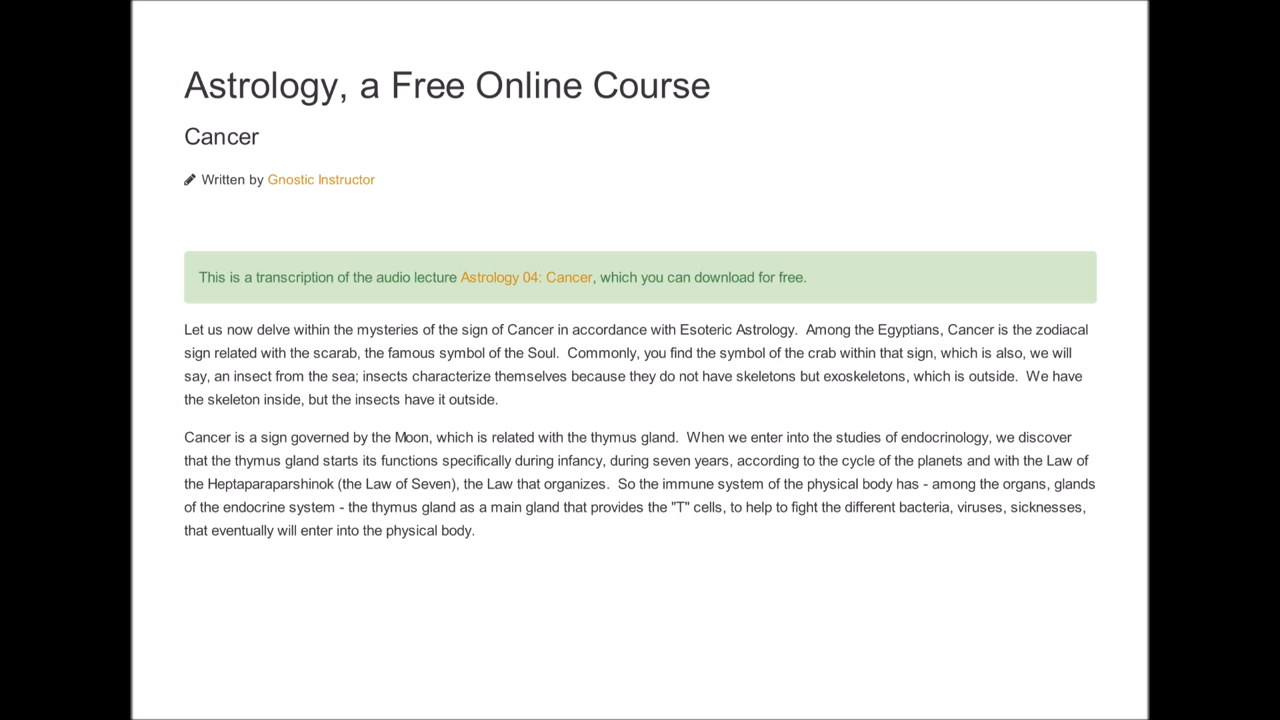 Astrology, a Free Online Course
Cancer
Written by Gnostic Instructor
This is a transcription of the audio lecture Astrology 04: Cancer, which you can download for free.
Let us now delve within the mysteries of the sign of Cancer in accordance with Esoteric Astrology.  Among the Egyptians, Cancer is the zodiacal
sign related with the scarab, the famous symbol of the Soul.  Commonly, you find the symbol of the crab within that sign, which is also, we will
say, an insect from the sea; insects characterize themselves because they do not have skeletons but exoskeletons, which is outside.  We have
the skeleton inside, but the insects have it outside.
Cancer is a sign governed by the Moon, which is related with the thymus gland.  When we enter into the studies of endocrinology, we discover
that the thymus gland starts its functions specifically during infancy, during seven years, according to the cycle of the planets and with the Law of
the Heptaparaparshinok (the Law of Seven), the Law that organizes.  So the immune system of the physical body has - among the organs, glands
of the endocrine system - the thymus gland as a main gland that provides the "T" cells, to help to fight the different bacteria, viruses, sicknesses,
that eventually will enter into the physical body.